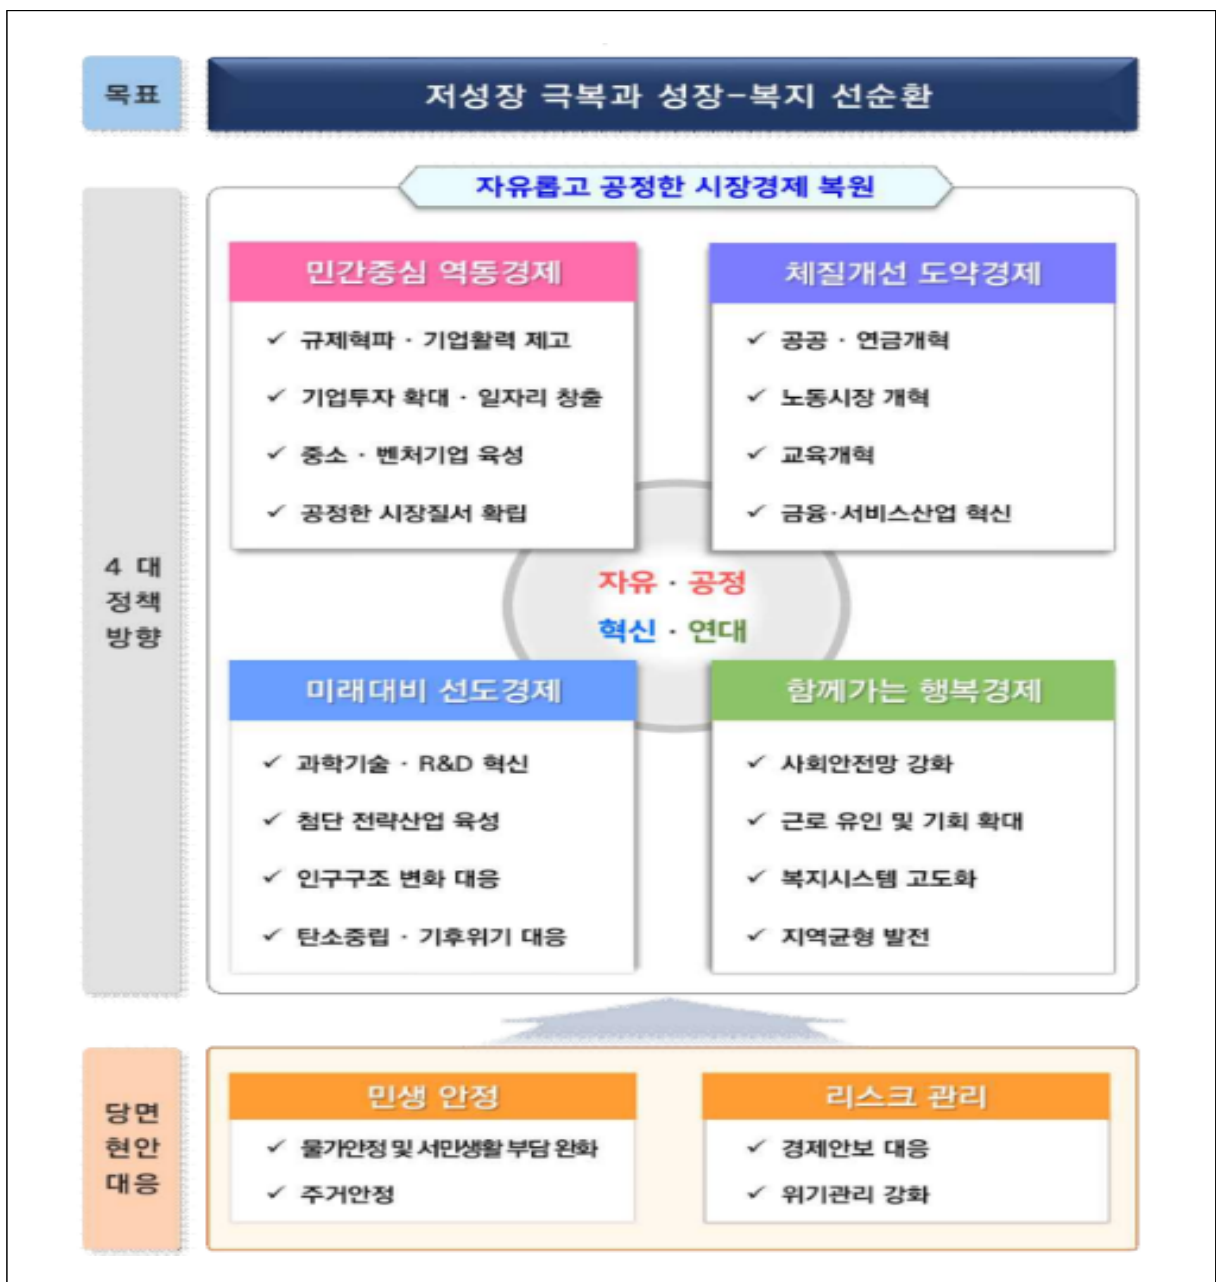 목표
저성장 극복과 성장-복지 선순환
자유롭고 공정한 시장경제 복원
4 대
정책
방향
민간중심 역동경제
✓ 규제혁파 · 기업활력 제고
✓ 기업투자 확대 · 일자리 창출
✓ 중소 · 벤처기업 육성
✓ 공정한 시장질서 확립
체질개선 도약경제
✓ 공공 · 연금개혁
✓ 노동시장 개혁
✓ 교육개혁
✓ 금융·서비스산업 혁신
자유 · 공정
혁신 · 연대
미래대비 선도경제
✓ 과학기술 · R&D 혁신
✓ 첨단 전략산업 육성
✓ 인구구조 변화 대응
✓ 탄소중립 · 기후위기 대응
함께가는 행복경제
✓ 사회안전망 강화
✓ 근로 유인 및 기회 확대
✓ 복지시스템 고도화
✓ 지역균형 발전
당면
현안
대응
민생 안정
✓ 물가안정 및 서민생활 부담 완화
✓ 주거안정
리스크 관리
✓ 경제안보 대응
✓ 위기관리 강화